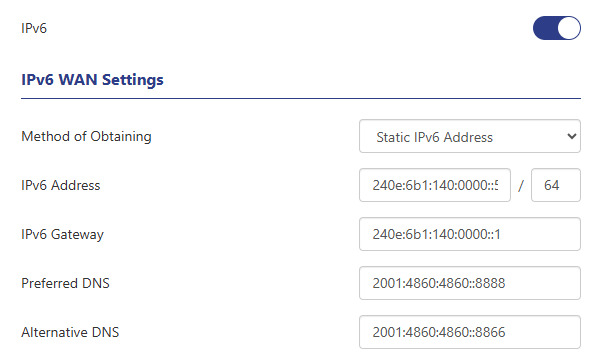 IPv6
IPv6 WAN Settings
Method of Obtaining Static IPv6 Address
IPv6 Address 240e:6b1:140:0000:: / 64
IPv6 Gateway 240e:6b1:140:0000::1
Preferred DNS 2001:4860:4860::8888
Alternative DNS 2001:4860:4860::8866